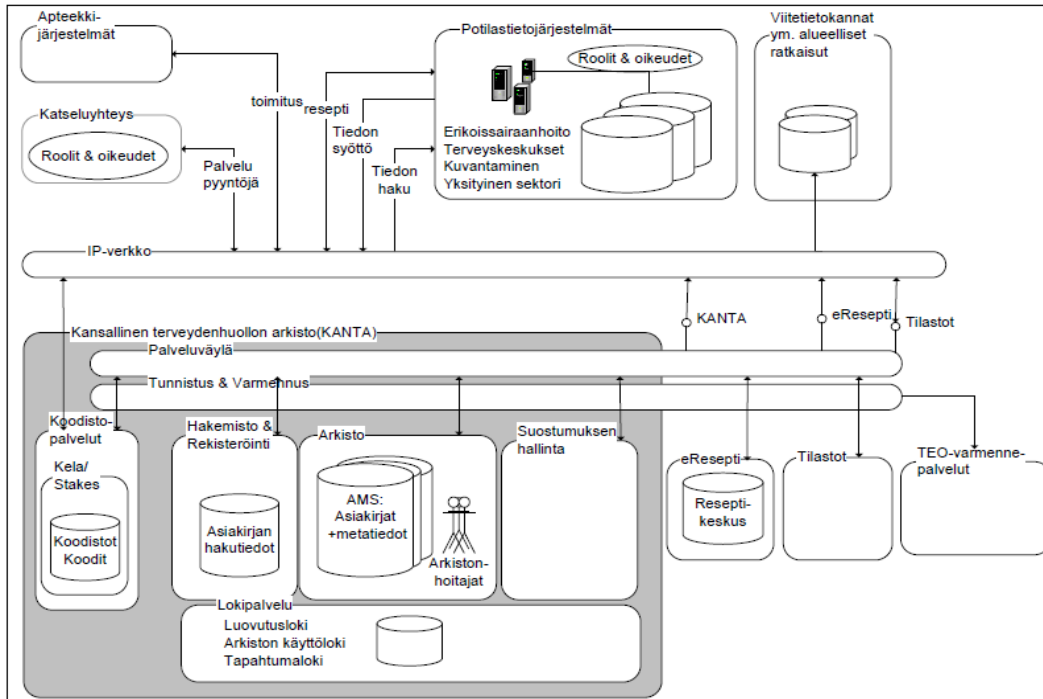 Apteekki-
järjestelmät
Potilastietojärjestelmät
Roolit & oikeudet
Erikoissairaanhoito
Terveyskeskukset
Kuvantaminen
Yksityinen sektori
Viitetietokannat
ym. alueelliset
ratkaisut
Katseluyhteys
Roolit & oikeudet
toimitus
resepti
Tiedon
syöttö
Tiedon
haku
Palvelu
pyyntöjä
IP-verkko
KANTA
eResepti
Tilastot
Kansallinen terveydenhuollon arkisto(KANTA)
Palveluväylä
Tunnistus & Varmennus
Koodisto-
palvelut
Kela/
Stakes
Koodistot
Koodit
Hakemisto &
Rekisteröinti
Asiakirjan
hakutiedot
Arkisto
AMS:
Asiakirjat
+metatiedot
Arkiston-
hoitajat
Suostumuksen
hallinta
eResepti
Resepti-
keskus
Tilastot
TEO-varmenne-
palvelut
Lokipalvelu
Luovutusloki
Arkiston käyttöloki
Tapahtumaloki